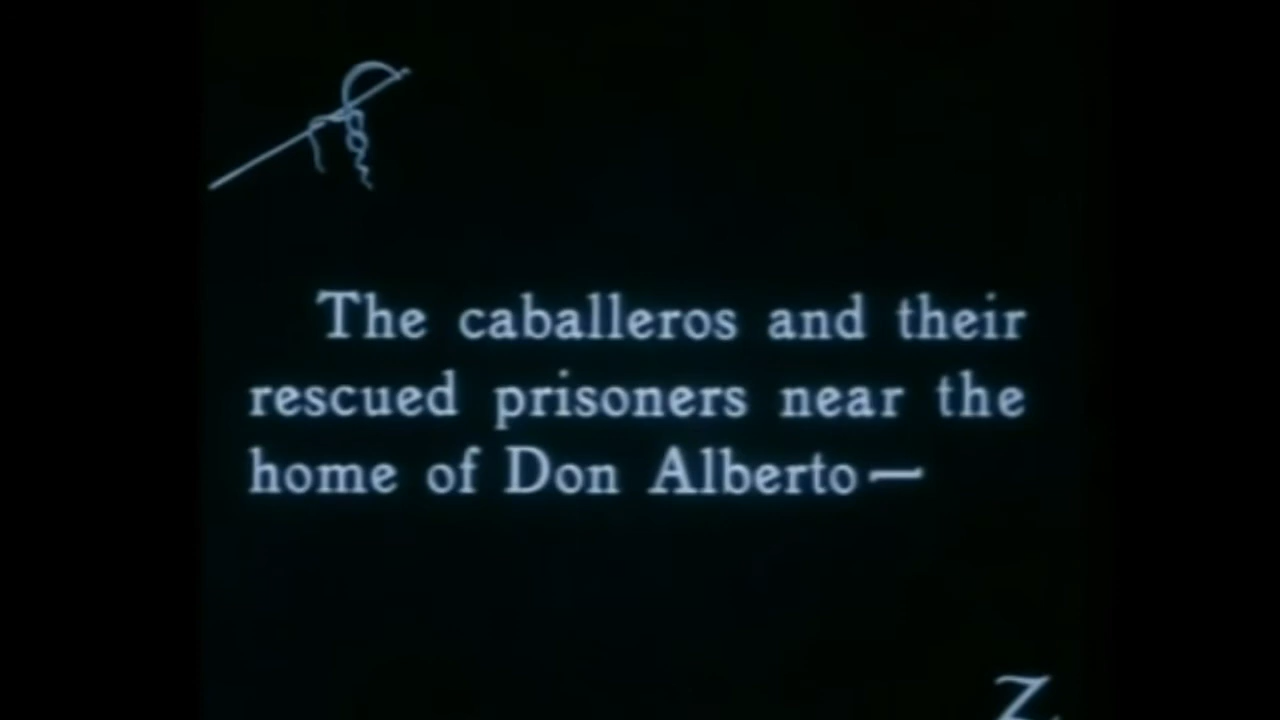 The caballeros and their
rescued prisoners near the
home of Don Alberto—
Z